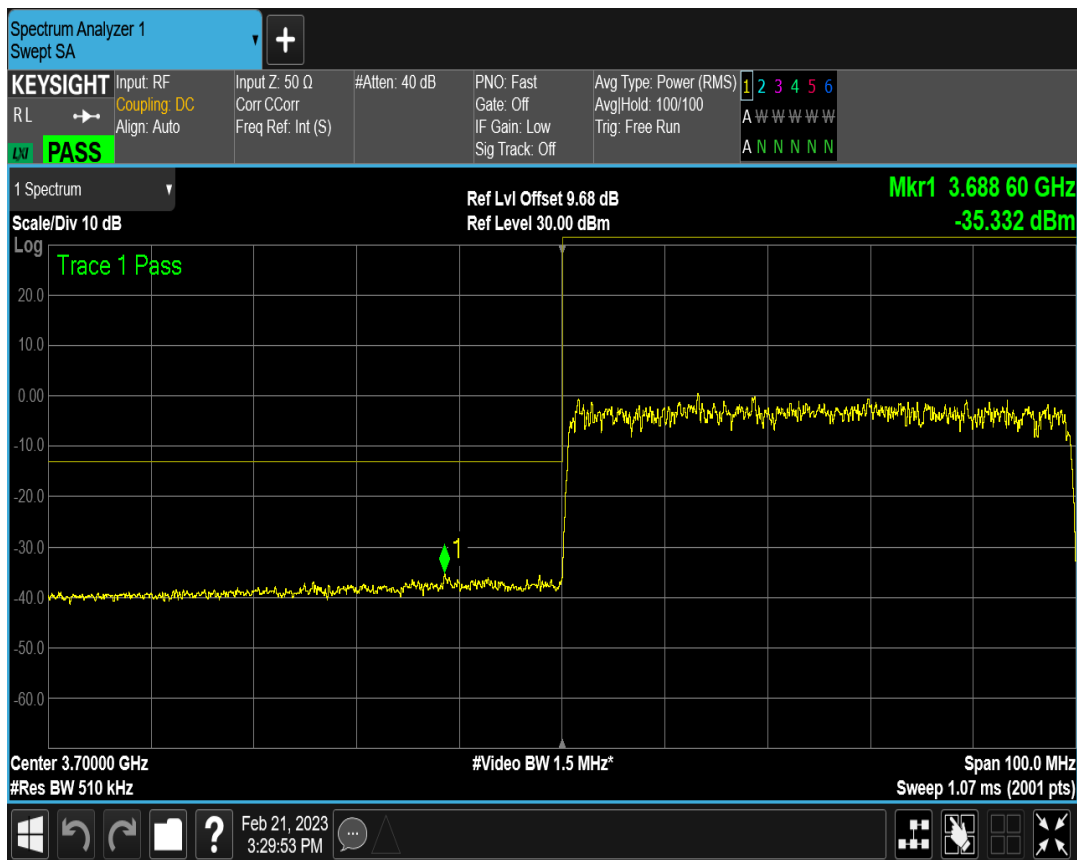 Spectrum Analyzer 1
Swept SA
+
KEYSIGHT
R L
LXI
PASS
Input: RF
Coupling: DC
Align: Auto
Input Z: 50 Ω
Corr CCorr
Freq Ref: Int (S)
#Atten: 40 dB
PNO: Fast
Gate: Off
IF Gain: Low
Sig Track: Off
Avg Type: Power (RMS)
Avg|Hold: 100/100
Trig: Free Run
1 2 3 4 5 6
A W W W W W
A N N N N N
1 Spectrum
Scale/Div 10 dB
Ref Lvl Offset 9.68 dB
Ref Level 30.00 dBm
Mkr1 3.688 60 GHz
-35.332 dBm
Log
Trace 1 Pass
20.0
10.0
0.00
-10.0
-20.0
-30.0
1
-40.0
-50.0
-60.0
Center 3.70000 GHz
#Video BW 1.5 MHz*
Span 100.0 MHz
#Res BW 510 kHz
Sweep 1.07 ms (2001 pts)
?
Feb 21, 2023
3:29:53 PM